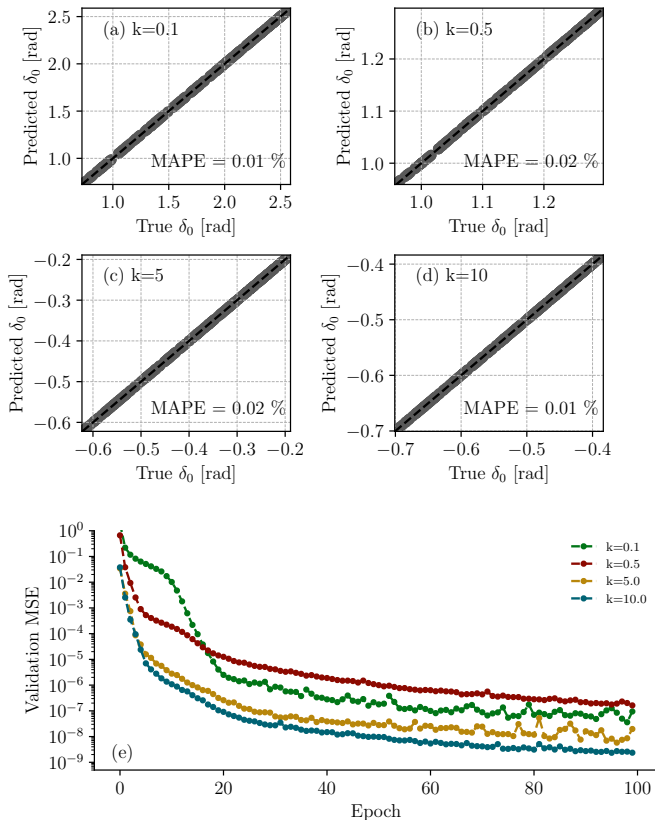 (a) k=0.1
Predicted δ₀ [rad]
2.5
2.0
1.5
1.0
MAPE = 0.01 %
1.0 1.5 2.0 2.5
True δ₀ [rad]
(b) k=0.5
Predicted δ₀ [rad]
1.2
1.1
1.0
MAPE = 0.02 %
1.0 1.1 1.2
True δ₀ [rad]
(c) k=5
Predicted δ₀ [rad]
−0.2
−0.3
−0.4
−0.5
−0.6
MAPE = 0.02 %
−0.6 −0.5 −0.4 −0.3 −0.2
True δ₀ [rad]
(d) k=10
Predicted δ₀ [rad]
−0.4
−0.5
−0.6
−0.7
MAPE = 0.01 %
−0.7 −0.6 −0.5 −0.4
True δ₀ [rad]
Validation MSE
10⁰
10⁻¹
10⁻²
10⁻³
10⁻⁴
10⁻⁵
10⁻⁶
10⁻⁷
10⁻⁸
10⁻⁹
k=0.1
k=0.5
k=5.0
k=10.0
(e)
0 20 40 60 80 100
Epoch